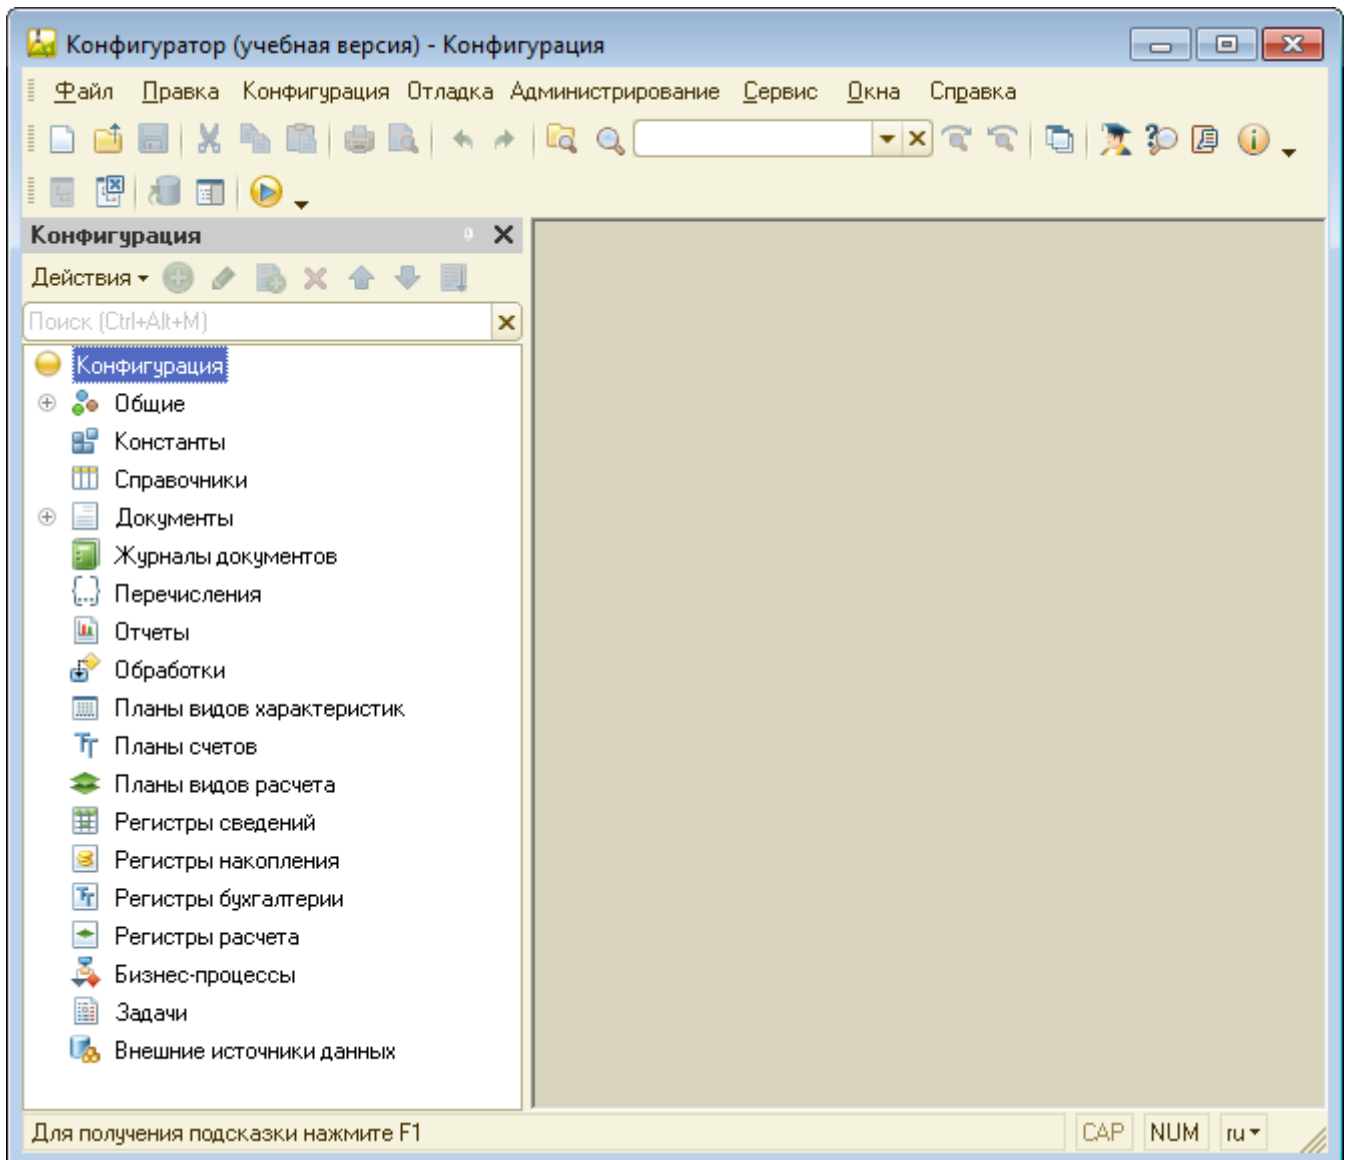 Конфигуратор (учебная версия) - Конфигурация
Файл Правка Конфигурация Отладка Администрирование Сервис Окна Справка
Конфигурация
Действия
Поиск (Ctrl+Alt+M)
Конфигурация
Общие
Константы
Справочники
Документы
Журналы документов
Перечисления
Отчеты
Обработки
Планы видов характеристик
Планы счетов
Планы видов расчета
Регистры сведений
Регистры накопления
Регистры бухгалтерии
Регистры расчета
Бизнес-процессы
Задачи
Внешние источники данных
Для получения подсказки нажмите F1 CAP NUM ru